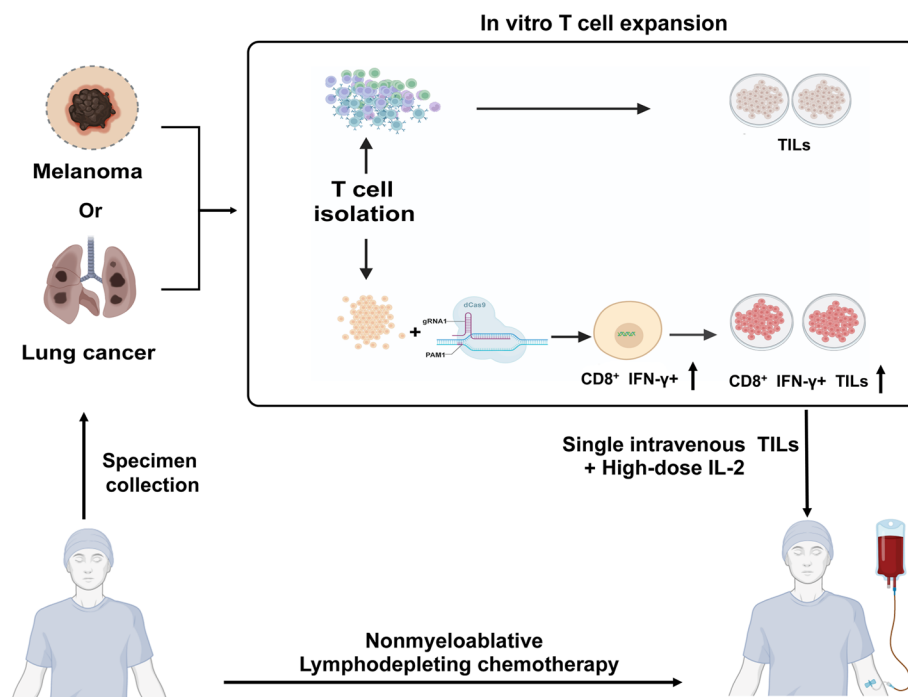 In vitro T cell expansion
Melanoma
Or
Lung cancer
TILs
T cell
isolation
dCas9
gRNA1
+
PAM1
CD8⁺ IFN-γ+
CD8⁺ IFN-γ+ TILs
Specimen
collection
Single intravenous TILs
+ High-dose IL-2
Nonmyeloablative
Lymphodepleting chemotherapy